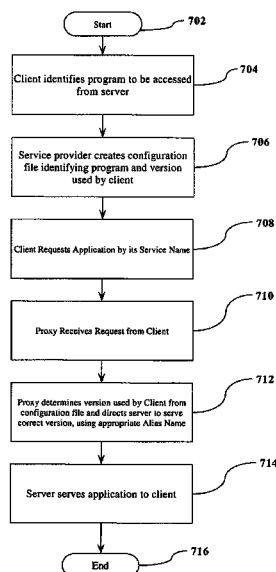 Start
702
Client identifies program to be accessed
from server
704
Service provider creates configuration
file identifying program and version
used by client
706
Client Requests Application by its Service Name
708
Proxy Receives Request from Client
710
Proxy determines version used by Client from
configuration file and directs server to serve
correct version, using appropriate Alias Name
712
Server serves application to client
714
End
716